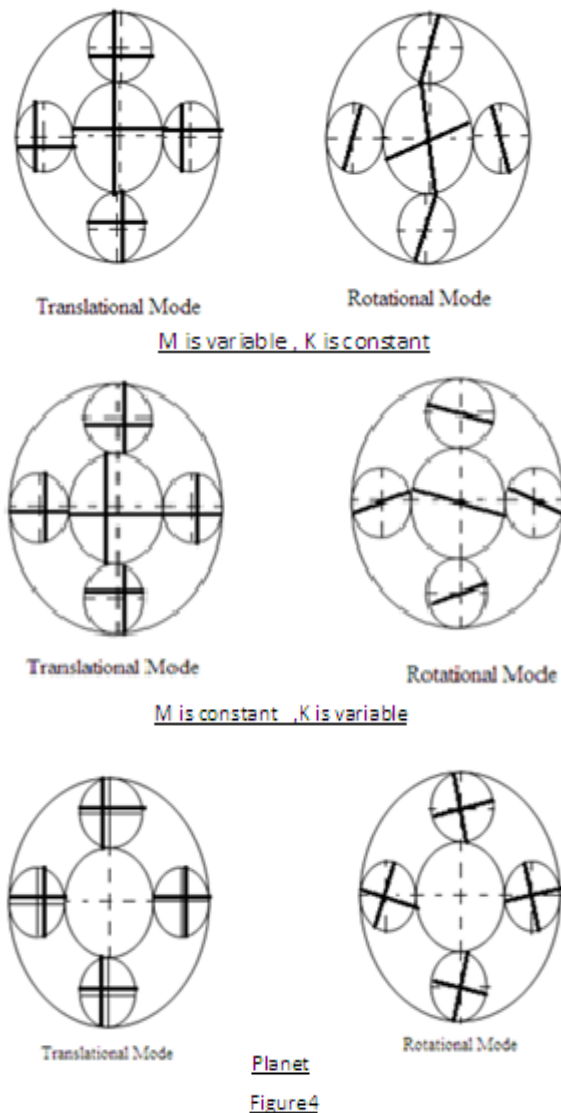 Translational Mode
Rotational Mode
M is variable , K is constant
Translational Mode
Rotational Mode
M is constant ,K is variable
Translational Mode
Rotational Mode
Planet
Figure4